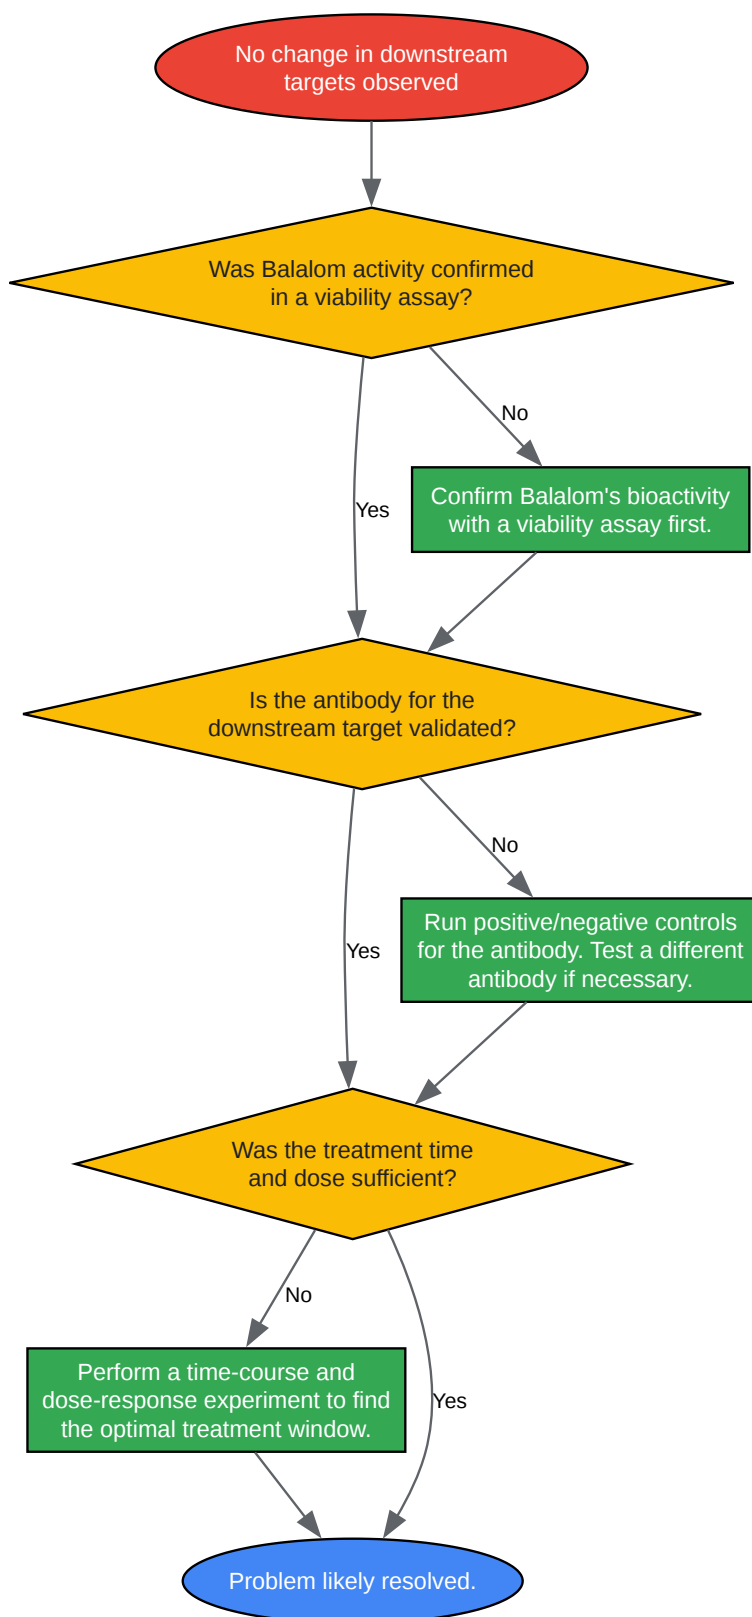 No change in downstream
targets observed
Was Balalom activity confirmed
in a viability assay?
No
Confirm Balalom's bioactivity
with a viability assay first.
Yes
Is the antibody for the
downstream target validated?
No
Run positive/negative controls
for the antibody. Test a different
antibody if necessary.
Yes
Was the treatment time
and dose sufficient?
No
Perform a time-course and
dose-response experiment to find
the optimal treatment window.
Yes
Problem likely resolved.